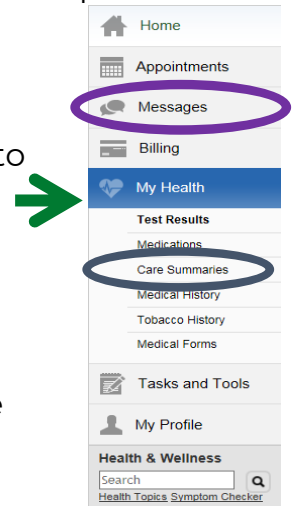 Home
Appointments
Messages
to
Billing
My Health
Test Results
Medications
Care Summaries
Medical History
Tobacco History
Medical Forms
Tasks and Tools
e
My Profile
Health & Wellness
Search
Health Topics Symptom Checker